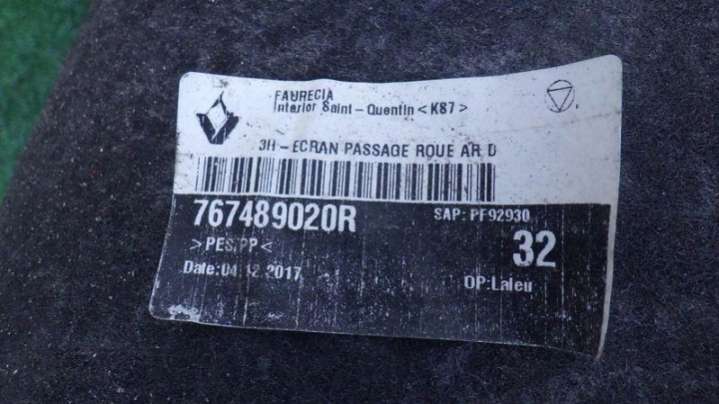 FAURECIA
Interior Saint-Quentin <K87>
3H - ECRAN PASSAGE ROUE AR D
767489020R
SAP: PF92930
>PES/PP<
32
Date:04.12.2017
OP:Laleu